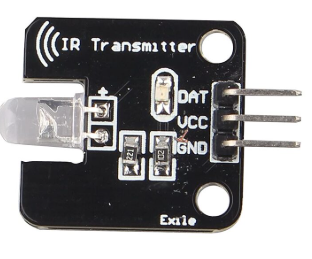 IR Transmitter
+
DAT
VCC
GND
Exile